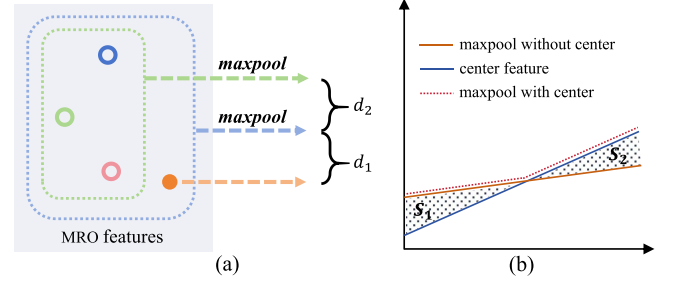 maxpool
d₂
maxpool
d₁
MRO features
(a)
maxpool without center
center feature
maxpool with center
S₂
S₁
(b)